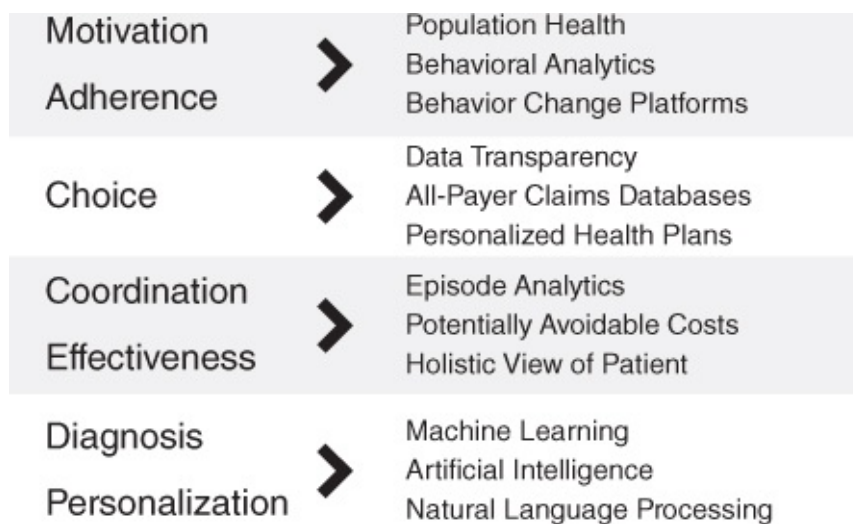 Motivation
Adherence
Population Health
Behavioral Analytics
Behavior Change Platforms
Choice
Data Transparency
All-Payer Claims Databases
Personalized Health Plans
Coordination
Effectiveness
Episode Analytics
Potentially Avoidable Costs
Holistic View of Patient
Diagnosis
Personalization
Machine Learning
Artificial Intelligence
Natural Language Processing